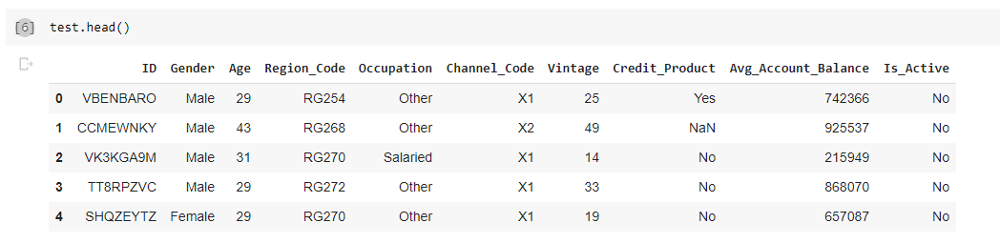 [6] test.head()
ID Gender Age Region_Code Occupation Channel_Code Vintage Credit_Product Avg_Account_Balance Is_Active
0 VBENBARO Male 29 RG254 Other X1 25 Yes 742366 No
1 CCMEWNKY Male 43 RG268 Other X2 49 NaN 925537 No
2 VK3KGA9M Male 31 RG270 Salaried X1 14 No 215949 No
3 TT8RPZVC Male 29 RG272 Other X1 33 No 868070 No
4 SHQZEYTZ Female 29 RG270 Other X1 19 No 657087 No